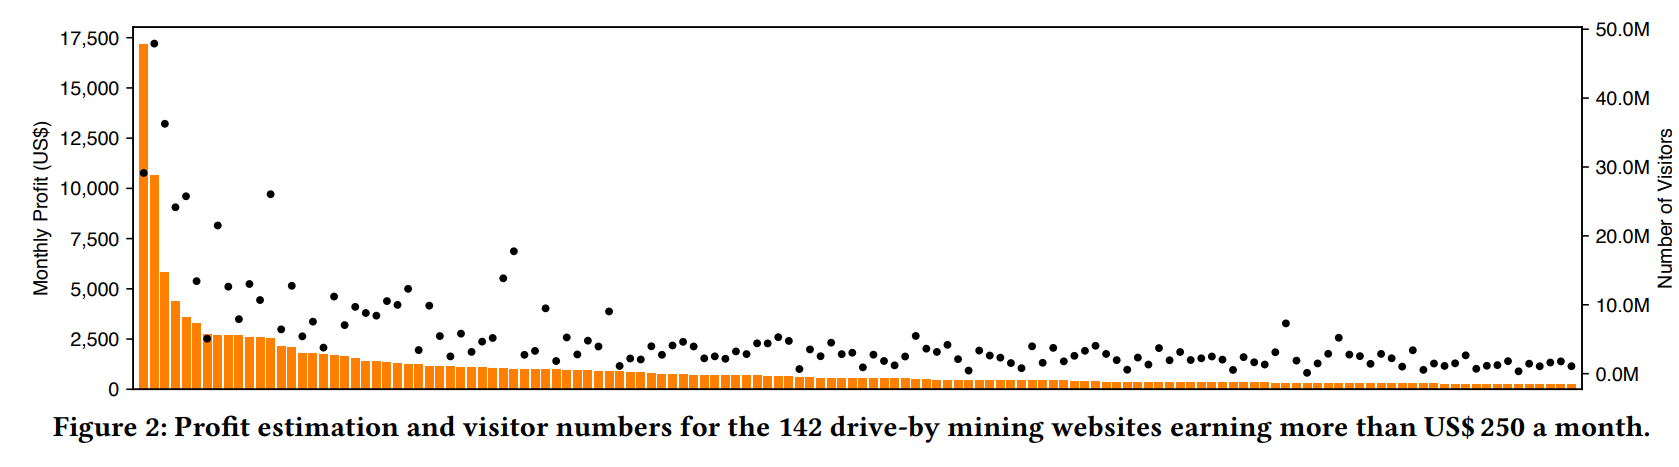 Monthly Profit (US$)
17,500
15,000
12,500
10,000
7,500
5,000
2,500
0
50.0M
40.0M
30.0M
20.0M
10.0M
0.0M
Number of Visitors
Figure 2: Profit estimation and visitor numbers for the 142 drive-by mining websites earning more than US$ 250 a month.